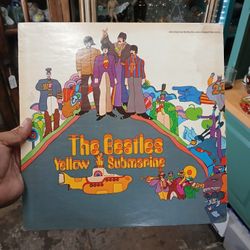 The Beatles
Yellow Submarine